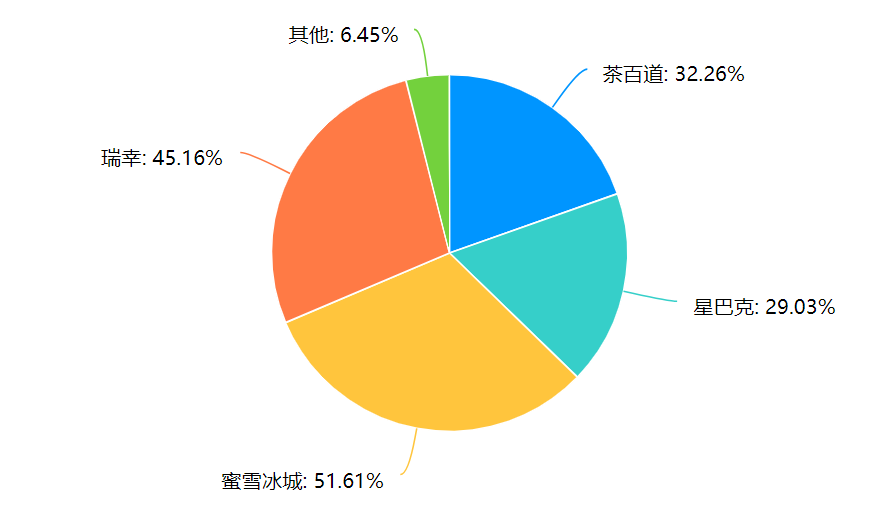 其他: 6.45%
茶百道: 32.26%
瑞幸: 45.16%
星巴克: 29.03%
蜜雪冰城: 51.61%